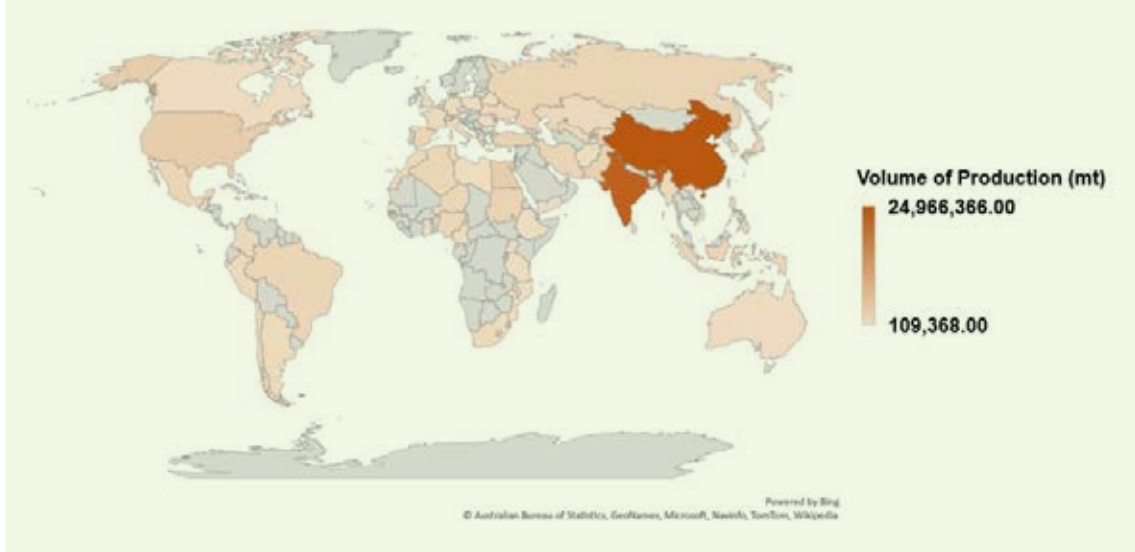 Volume of Production (mt)
24,966,366.00
109,368.00
Powered by Bing
© Australian Bureau of Statistics, GeoNames, Microsoft, Navinfo, TomTom, Wikipedia